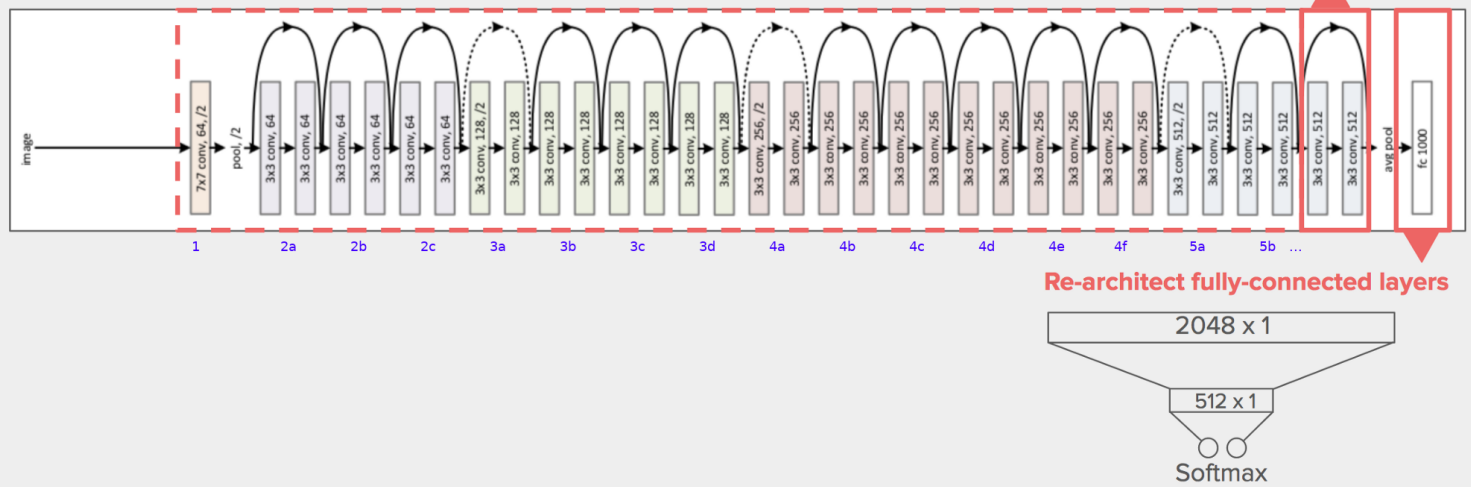 image
7x7 conv, 64, /2
pool, /2
3x3 conv, 64
3x3 conv, 64
3x3 conv, 64
3x3 conv, 64
3x3 conv, 64
3x3 conv, 64
3x3 conv, 128, /2
3x3 conv, 128
3x3 conv, 128
3x3 conv, 128
3x3 conv, 128
3x3 conv, 128
3x3 conv, 128
3x3 conv, 128
3x3 conv, 256, /2
3x3 conv, 256
3x3 conv, 256
3x3 conv, 256
3x3 conv, 256
3x3 conv, 256
3x3 conv, 256
3x3 conv, 256
3x3 conv, 256
3x3 conv, 256
3x3 conv, 256
3x3 conv, 256
3x3 conv, 512, /2
3x3 conv, 512
3x3 conv, 512
3x3 conv, 512
3x3 conv, 512
3x3 conv, 512
avg pool
fc 1000
1 2a 2b 2c 3a 3b 3c 3d 4a 4b 4c 4d 4e 4f 5a 5b ...
Re-architect fully-connected layers
2048 x 1
512 x 1
Softmax